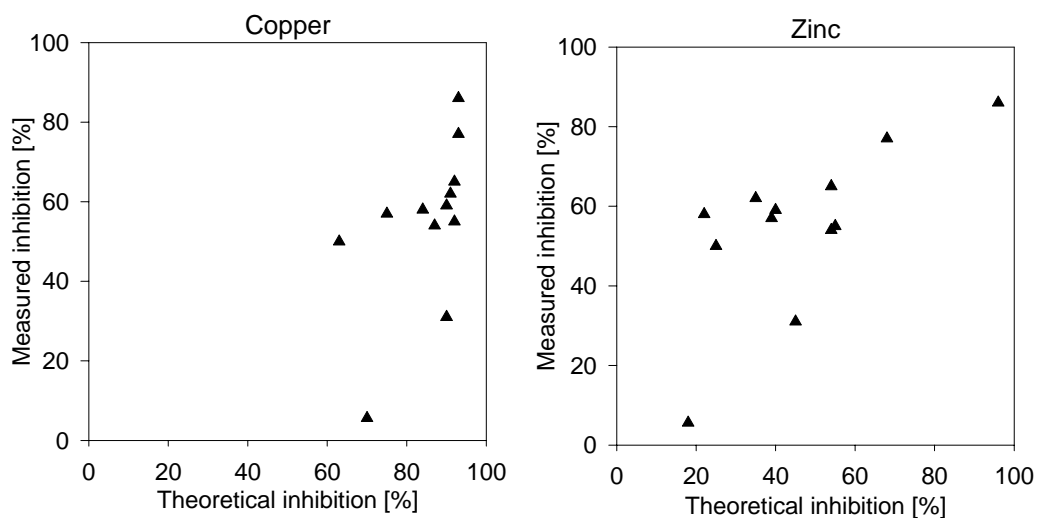 Copper
100
80
60
40
20
0
Measured inhibition [%]
0 20 40 60 80 100
Theoretical inhibition [%]
Zinc
100
80
60
40
20
0
Measured inhibition [%]
0 20 40 60 80 100
Theoretical inhibition [%]